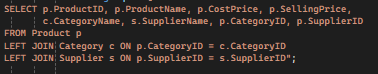 SELECT p.ProductID, p.ProductName, p.CostPrice, p.SellingPrice,
c.CategoryName, s.SupplierName, p.CategoryID, p.SupplierID
FROM Product p
LEFT JOIN Category c ON p.CategoryID = c.CategoryID
LEFT JOIN Supplier s ON p.SupplierID = s.SupplierID";